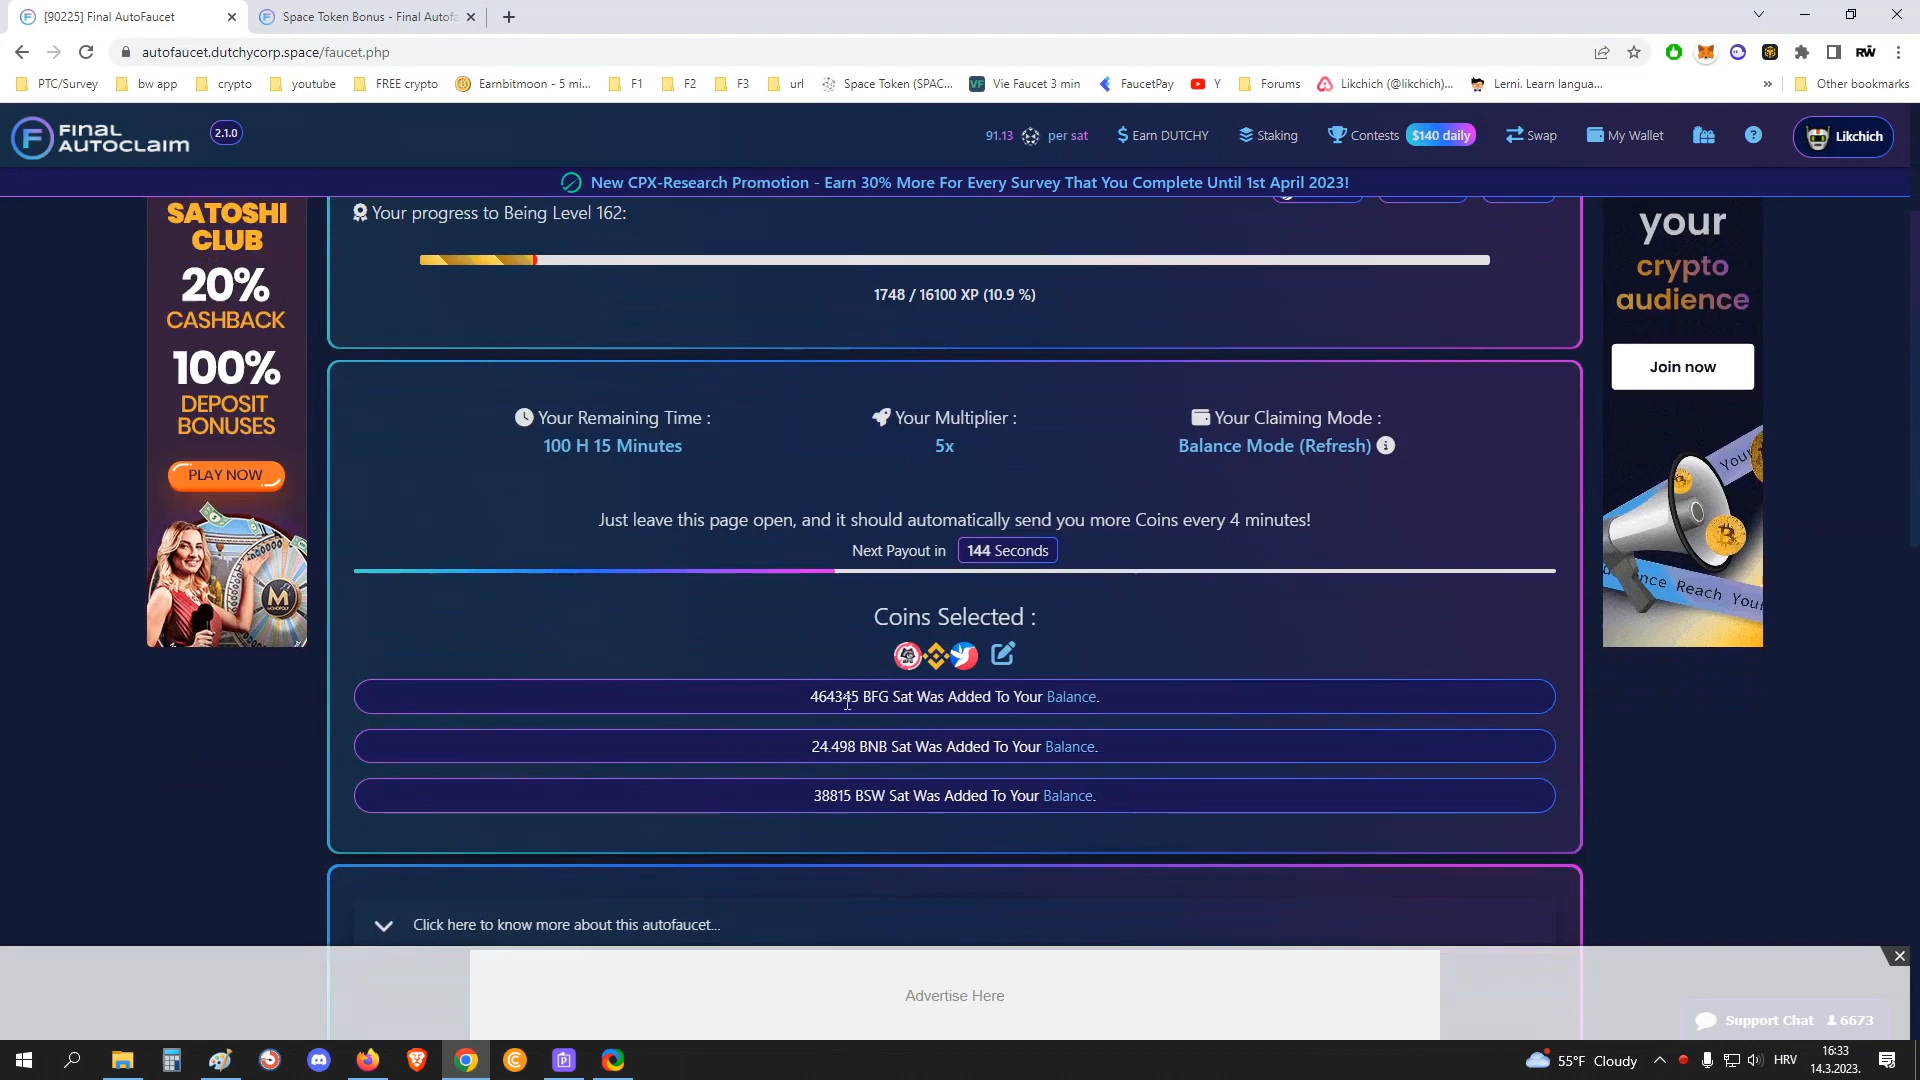 [90225] Final AutoFaucet
Space Token Bonus - Final Autofa
autofaucet.dutchycorp.space/faucet.php
PTC/Survey
bw app
crypto
youtube
FREE crypto
Earnbitmoon - 5 mi...
F1
F2
F3
url
Space Token (SPAC...
VF
Vie Faucet 3 min
FaucetPay
Y
Forums
Likchich (@likchich)...
Lerni. Learn langua...
»
Other bookmarks
FINAL
AUTOCLAIM
2.1.0
91.13 per sat
Earn DUTCHY
Staking
Contests
$140 daily
Swap
My Wallet
Likchich
New CPX-Research Promotion - Earn 30% More For Every Survey That You Complete Until 1st April 2023!
SATOSHI
CLUB
20%
CASHBACK
100%
DEPOSIT
BONUSES
PLAY NOW
M
MONOPOLY
Your progress to Being Level 162:
1748 / 16100 XP (10.9 %)
Your Remaining Time :
100 H 15 Minutes
Your Multiplier :
5x
Your Claiming Mode :
Balance Mode (Refresh)
Just leave this page open, and it should automatically send you more Coins every 4 minutes!
Next Payout in 144 Seconds
Coins Selected :
464345 BFG Sat Was Added To Your Balance.
24.498 BNB Sat Was Added To Your Balance.
38815 BSW Sat Was Added To Your Balance.
Click here to know more about this autofaucet...
your
crypto
audience
Join now
Your
nce Reach Your
Advertise Here
Support Chat 6673
55°F Cloudy
HRV
16:33
14.3.2023.